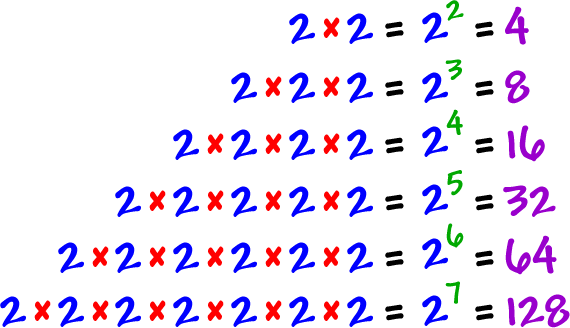 2 × 2 = 2² = 4
2 × 2 × 2 = 2³ = 8
2 × 2 × 2 × 2 = 2⁴ = 16
2 × 2 × 2 × 2 × 2 = 2⁵ = 32
2 × 2 × 2 × 2 × 2 × 2 = 2⁶ = 64
2 × 2 × 2 × 2 × 2 × 2 × 2 = 2⁷ = 128